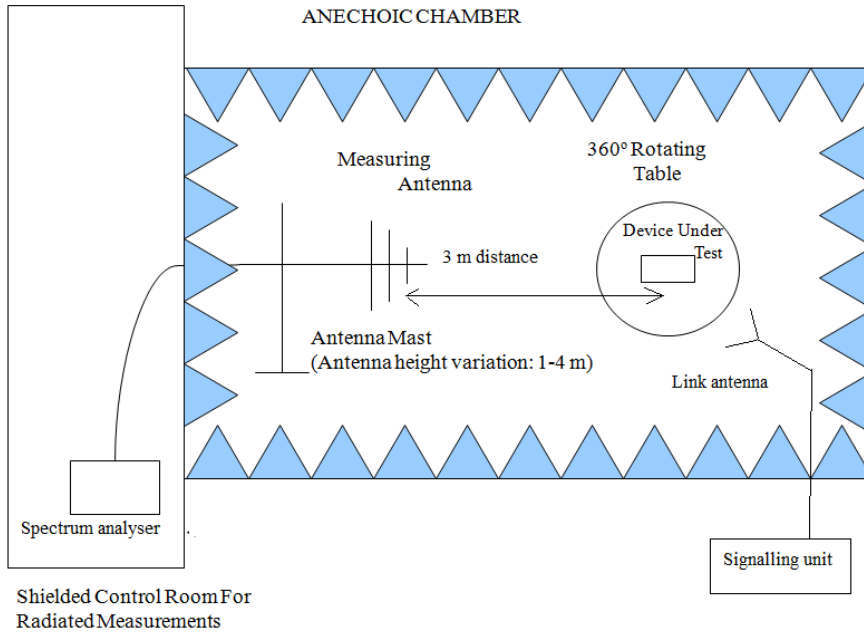 ANECHOIC CHAMBER
Measuring
Antenna
360º Rotating
Table
Device Under
Test
3 m distance
Antenna Mast
(Antenna height variation: 1-4 m)
Link antenna
Spectrum analyser
Signalling unit
Shielded Control Room For
Radiated Measurements